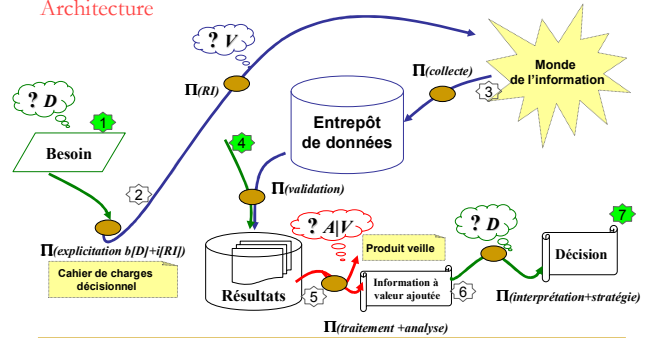 Architecture
? V
Π(RI)
Π(collecte)
Monde
de l'information
3
? D
1
Besoin
2
Entrepôt
de données
4
Π(validation)
Π(explicitation b[D]+i[RI])
Cahier de charges
décisionnel
Résultats
? A|V
Produit veille
5
Information à
valeur ajoutée
Π(traitement +analyse)
6
? D
7
Décision
Π(interprétation+stratégie)